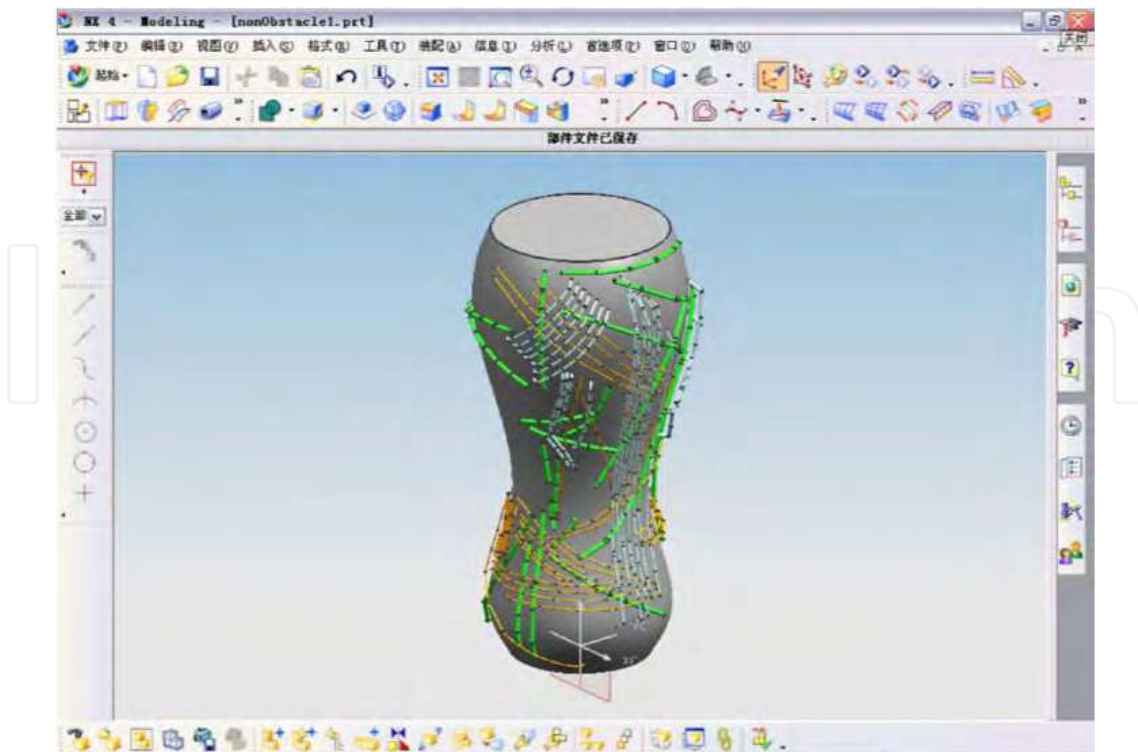 NX 4 - Modeling - [nonObstacle1.prt]
关闭
文件(F) 编辑(E) 视图(V) 插入(S) 格式(R) 工具(T) 装配(A) 信息(I) 分析(L) 首选项(P) 窗口(O) 帮助(H)
起始
部件文件已保存
全部